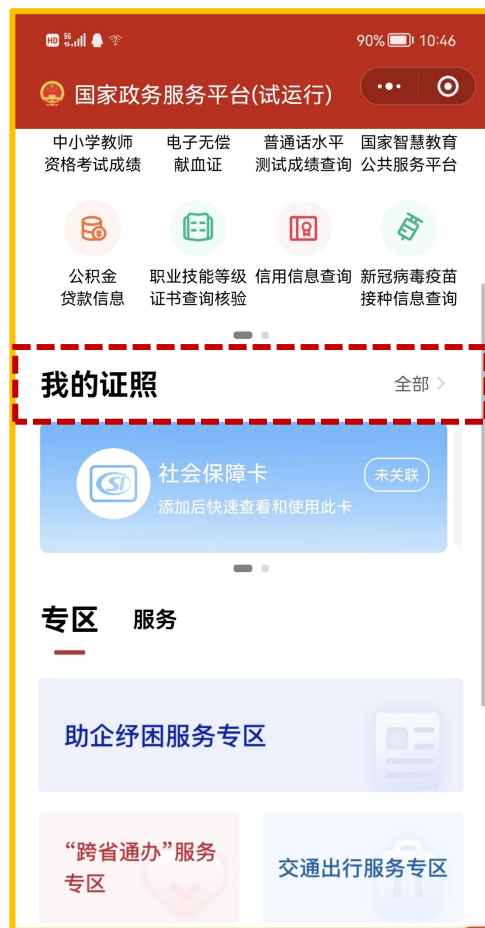 HD 5G 90% 10:46
国家政务服务平台(试运行)
中小学教师 电子无偿 普通话水平 国家智慧教育
资格考试成绩 献血证 测试成绩查询 公共服务平台
公积金 职业技能等级 信用信息查询 新冠病毒疫苗
贷款信息 证书查询核验 接种信息查询
我的证照 全部
社会保障卡 未关联
添加后快速查看和使用此卡
专区 服务
助企纾困服务专区
“跨省通办”服务
专区
交通出行服务专区